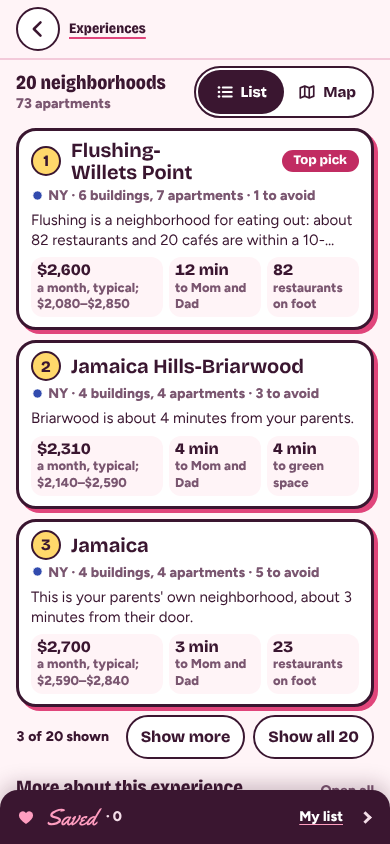 Experiences
20 neighborhoods
73 apartments
List
Map
1
Flushing-
Willets Point
Top pick
NY · 6 buildings, 7 apartments · 1 to avoid
Flushing is a neighborhood for eating out: about
82 restaurants and 20 cafés are within a 10-...
$2,600
a month, typical;
$2,080–$2,850
12 min
to Mom and
Dad
82
restaurants
on foot
2
Jamaica Hills-Briarwood
NY · 4 buildings, 4 apartments · 3 to avoid
Briarwood is about 4 minutes from your parents.
$2,310
a month, typical;
$2,140–$2,590
4 min
to Mom and
Dad
4 min
to green
space
3
Jamaica
NY · 4 buildings, 4 apartments · 5 to avoid
This is your parents' own neighborhood, about 3
minutes from their door.
$2,700
a month, typical;
$2,590–$2,840
3 min
to Mom and
Dad
23
restaurants
on foot
3 of 20 shown
Show more
Show all 20
More about this experience
Open all
Saved · 0
My list